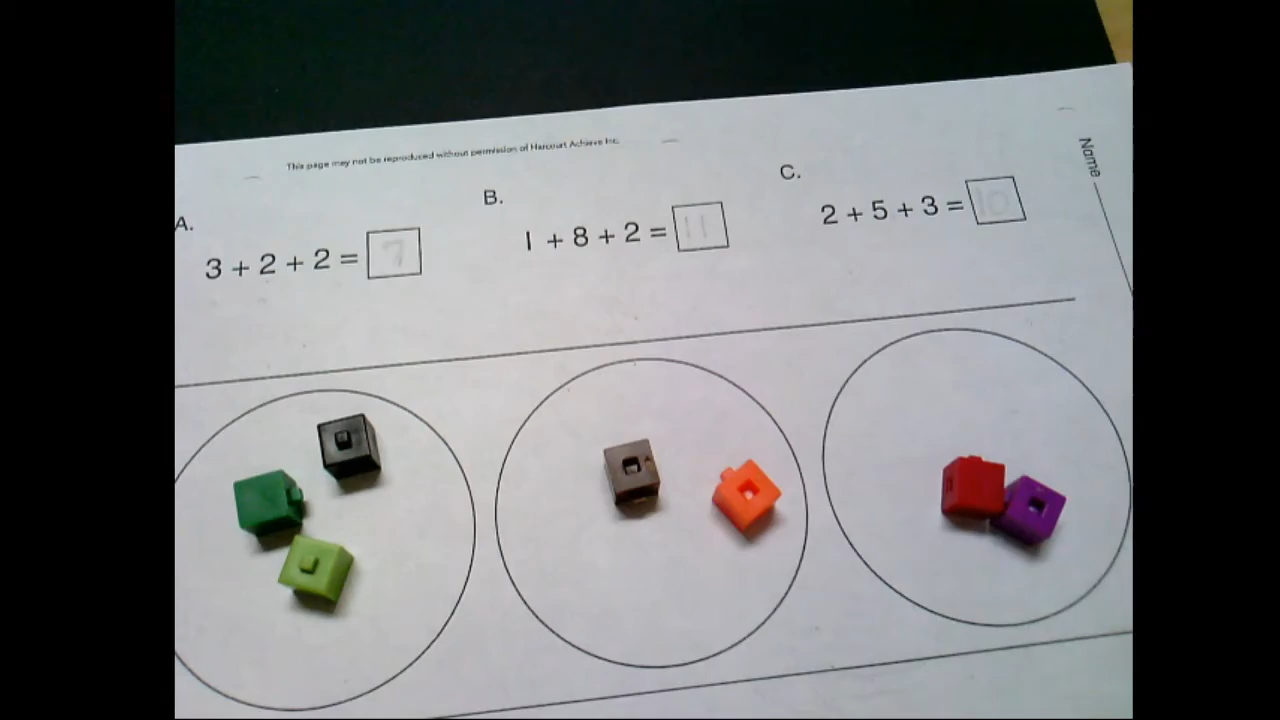 This page may not be reproduced without permission of Harcourt Achieve Inc.
Name
A.
3 + 2 + 2 = 7
B.
1 + 8 + 2 = 11
C.
2 + 5 + 3 = 10